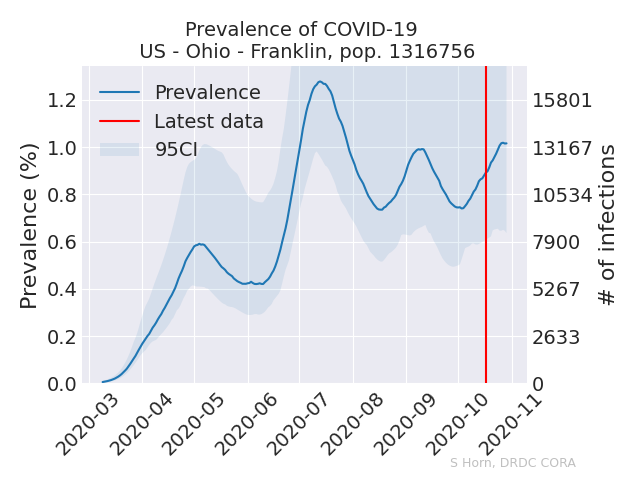 Prevalence of COVID-19
US - Ohio - Franklin, pop. 1316756
Prevalence
Latest data
95CI
Prevalence (%)
1.2
1.0
0.8
0.6
0.4
0.2
0.0
15801
13167
10534
7900
5267
2633
0
# of infections
2020-03
2020-04
2020-05
2020-06
2020-07
2020-08
2020-09
2020-10
2020-11
S Horn, DRDC CORA